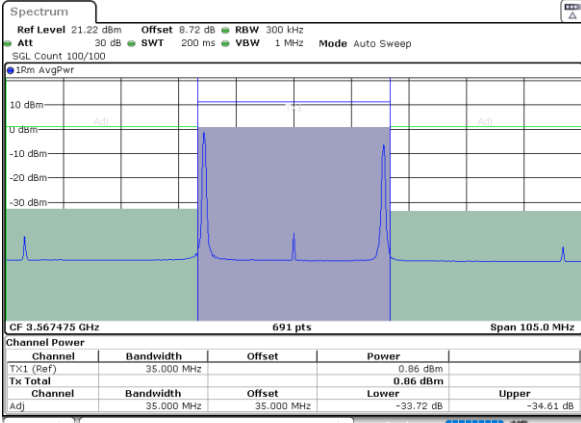 Spectrum
Ref Level 21.22 dBm Offset 8.72 dB RBW 300 kHz
Att 30 dB SWT 200 ms VBW 1 MHz Mode Auto Sweep
SGL Count 100/100
1Rm AvgPwr
10 dBm
Adj Adj
0 dBm
-10 dBm
-20 dBm
-30 dBm
CF 3.567475 GHz 691 pts Span 105.0 MHz
Channel Power
Channel Bandwidth Offset Power
TX1 (Ref) 35.000 MHz 0.86 dBm
Tx Total 0.86 dBm
Channel Bandwidth Offset Lower Upper
Adj 35.000 MHz 35.000 MHz -33.72 dB -34.61 dB